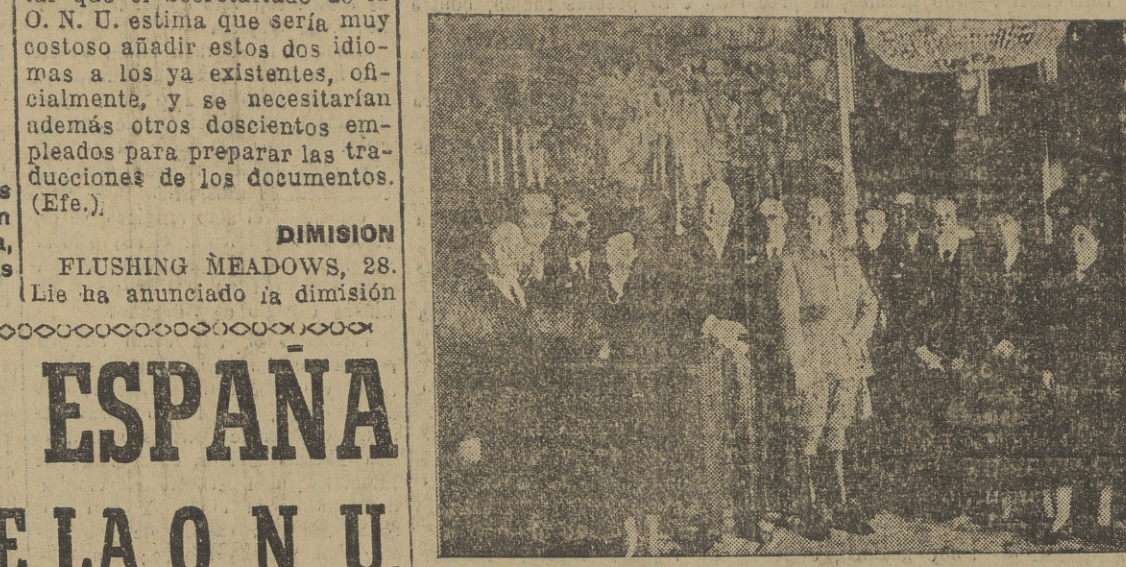 O. N. U. estima que sería muy
costoso añadir estos dos idio-
mas a los ya existentes, ofi-
cialmente, y se necesitarían
además otros doscientos em-
pleados para preparar las tra-
ducciones de los documentos.
(Efe.)
DIMISION
FLUSHING MEADOWS, 28.
Lie ha anunciado la dimisión
ESPAÑA
E LA O N U.